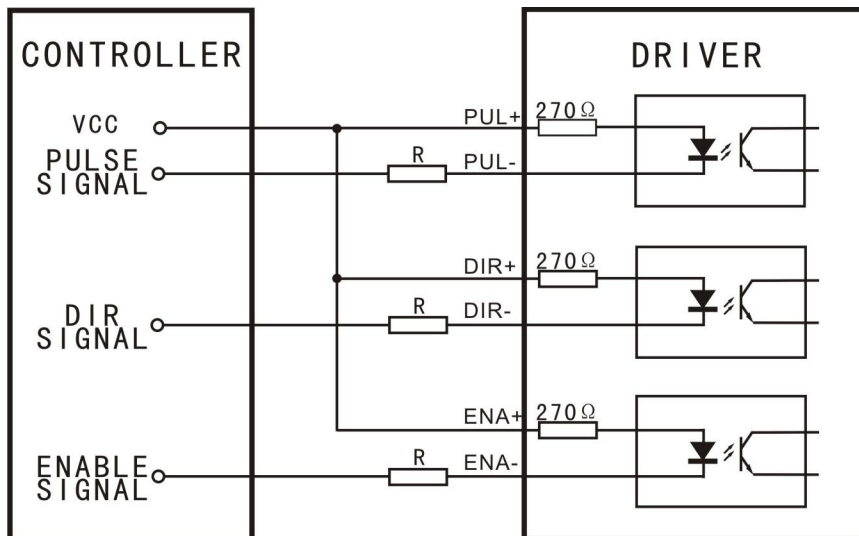 CONTROLLER
DRIVER
VCC
PUL+
270Ω
PULSE
SIGNAL
R
PUL-
DIR+
270Ω
DIR
SIGNAL
R
DIR-
ENA+
270Ω
ENABLE
SIGNAL
R
ENA-